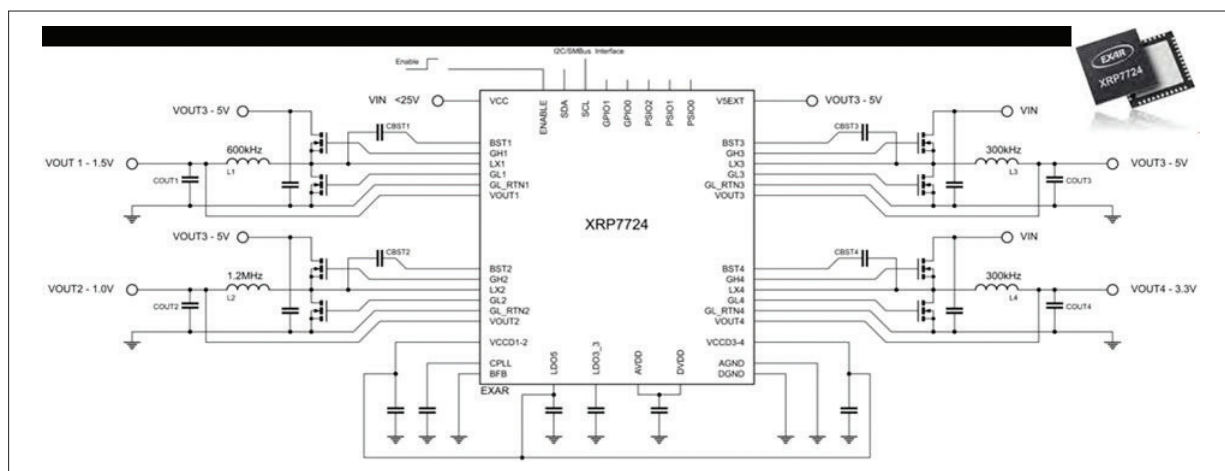 I2C/SMBus Interface
Enable
EXAR
XRP7724
VIN <25V
VCC
ENABLE
SDA
SCL
GPIO1
GPIO0
PSIO2
PSIO1
PSIO0
V5EXT
VOUT3 - 5V
VOUT3 - 5V
CBST1
BST1
GH1
LX1
GL1
GL_RTN1
VOUT1
600kHz
L1
VOUT 1 - 1.5V
COUT1
BST3
GH3
LX3
GL3
GL_RTN3
VOUT3
CBST3
VIN
300kHz
L3
VOUT3 - 5V
COUT3
XRP7724
VOUT3 - 5V
CBST2
BST2
GH2
LX2
GL2
GL_RTN2
VOUT2
1.2MHz
L2
VOUT2 - 1.0V
COUT2
BST4
GH4
LX4
GL4
GL_RTN4
VOUT4
CBST4
VIN
300kHz
L4
VOUT4 - 3.3V
COUT4
VCCD1-2
CPLL
BFB
LDO5
LDO3_3
AVDD
DVDD
VCCD3-4
AGND
DGND
EXAR